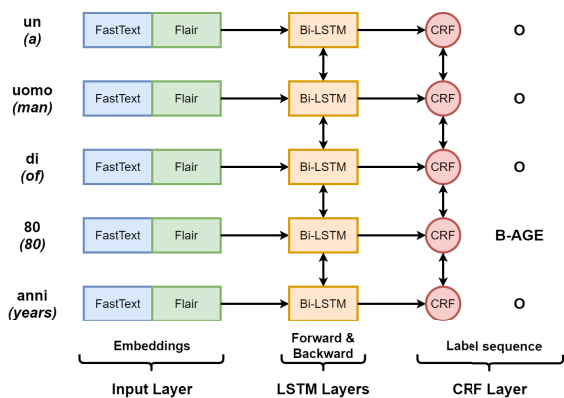 un
(a)
FastText Flair Bi-LSTM CRF O
uomo
(man)
FastText Flair Bi-LSTM CRF O
di
(of)
FastText Flair Bi-LSTM CRF O
80
(80)
FastText Flair Bi-LSTM CRF B-AGE
anni
(years)
FastText Flair Bi-LSTM CRF O
Embeddings
Forward &
Backward
Label sequence
Input Layer LSTM Layers CRF Layer